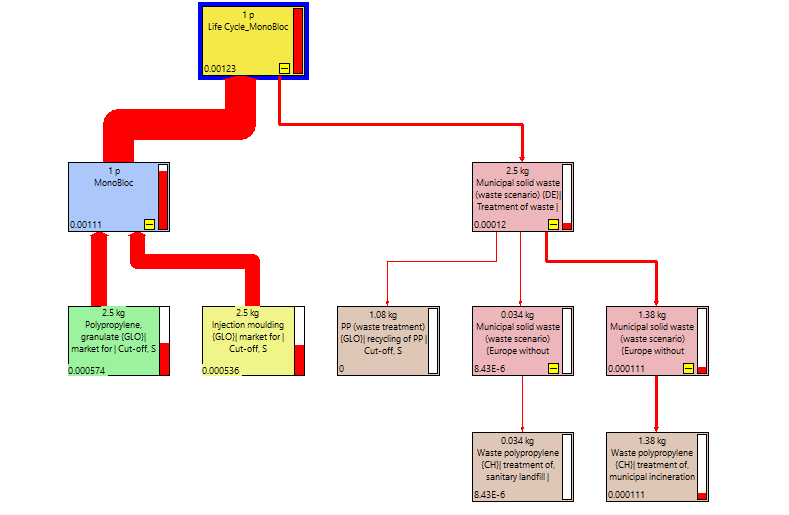 1 p
Life Cycle_MonoBloc
0.00123
1 p
MonoBloc
0.00111
2.5 kg
Municipal solid waste
(waste scenario) {DE}|
Treatment of waste |
0.00012
2.5 kg
Polypropylene,
granulate {GLO}|
market for | Cut-off, S
0.000574
2.5 kg
Injection moulding
{GLO}| market for |
Cut-off, S
0.000536
1.08 kg
PP (waste treatment)
{GLO}| recycling of PP |
Cut-off, S
0
0.034 kg
Municipal solid waste
(waste scenario)
{Europe without
8.43E-6
1.38 kg
Municipal solid waste
(waste scenario)
{Europe without
0.000111
0.034 kg
Waste polypropylene
{CH}| treatment of,
sanitary landfill |
8.43E-6
1.38 kg
Waste polypropylene
{CH}| treatment of,
municipal incineration
0.000111